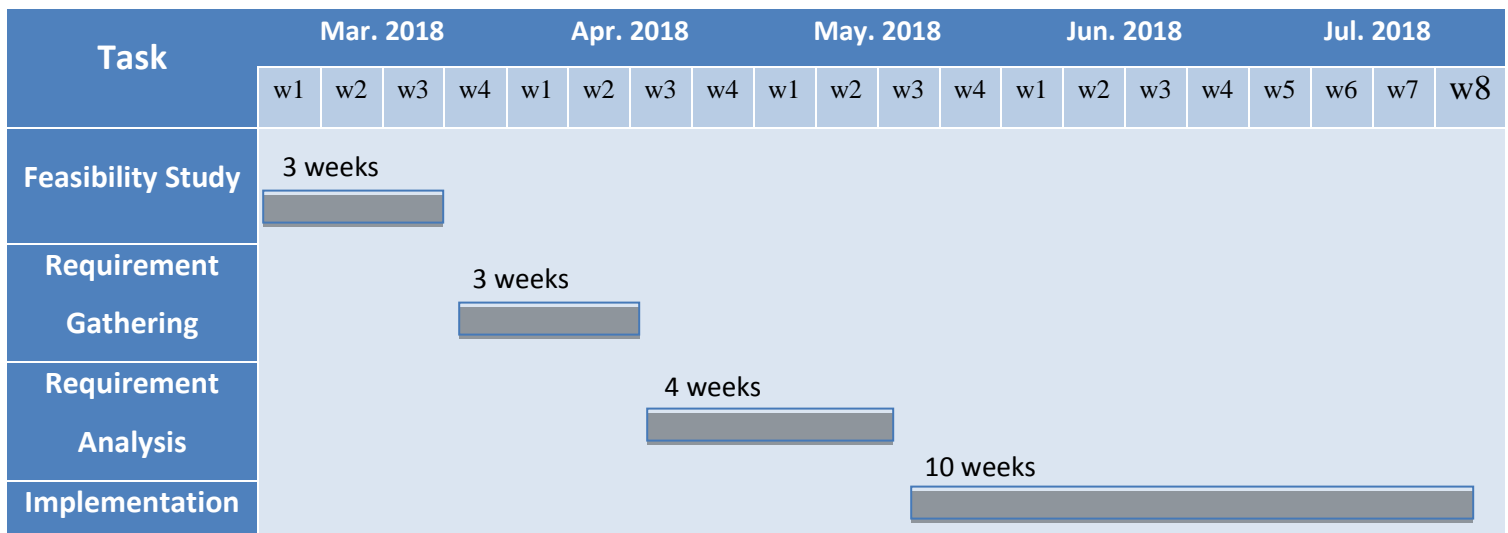 Task Mar. 2018 Apr. 2018 May. 2018 Jun. 2018 Jul. 2018
w1 w2 w3 w4 w1 w2 w3 w4 w1 w2 w3 w4 w1 w2 w3 w4 w5 w6 w7 w8
Feasibility Study 3 weeks
Requirement
Gathering
3 weeks
Requirement
Analysis
4 weeks
Implementation
10 weeks